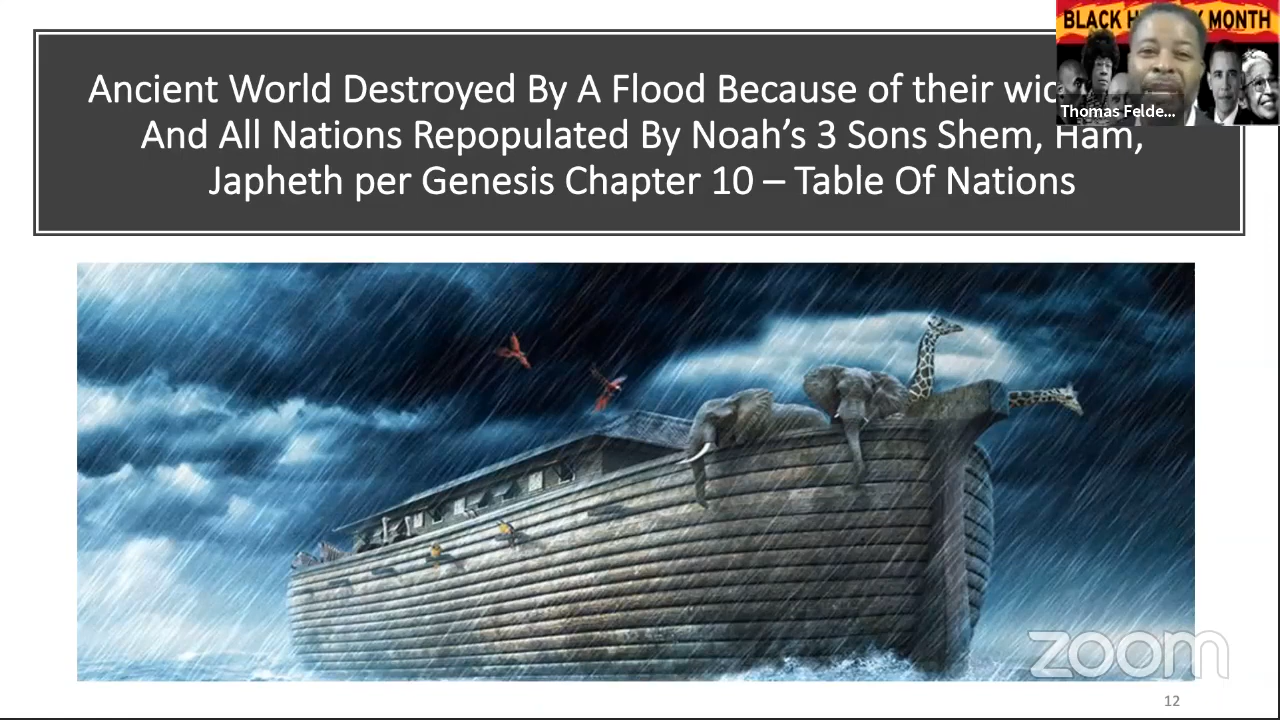 Ancient World Destroyed By A Flood Because of their
And All Nations Repopulated By Noah's 3 Sons Shem, Ham,
Japheth per Genesis Chapter 10 – Table Of Nations
BLACK MONTH
Thomas Felde...
zoom
12